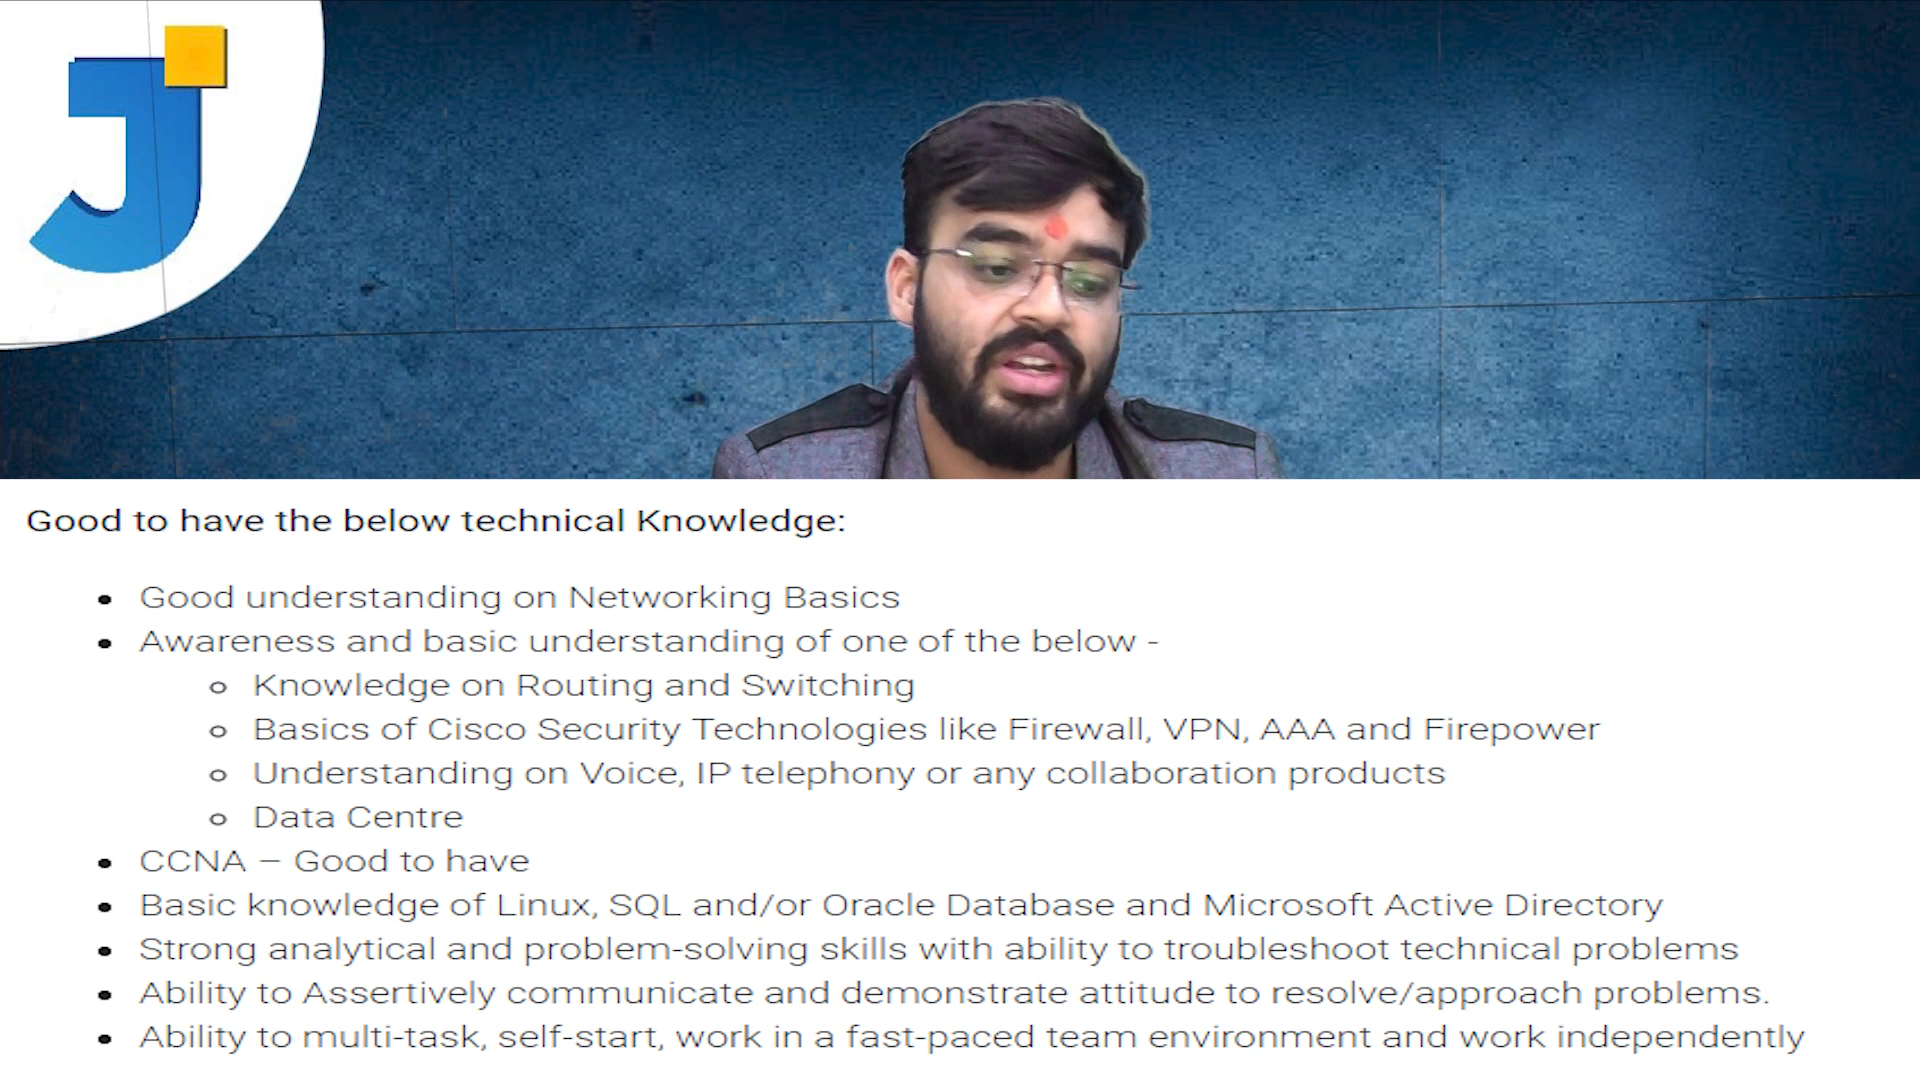 J
Good to have the below technical Knowledge:
Good understanding on Networking Basics
Awareness and basic understanding of one of the below -
Knowledge on Routing and Switching
Basics of Cisco Security Technologies like Firewall, VPN, AAA and Firepower
Understanding on Voice, IP telephony or any collaboration products
Data Centre
CCNA – Good to have
Basic knowledge of Linux, SQL and/or Oracle Database and Microsoft Active Directory
Strong analytical and problem-solving skills with ability to troubleshoot technical problems
Ability to Assertively communicate and demonstrate attitude to resolve/approach problems.
Ability to multi-task, self-start, work in a fast-paced team environment and work independently